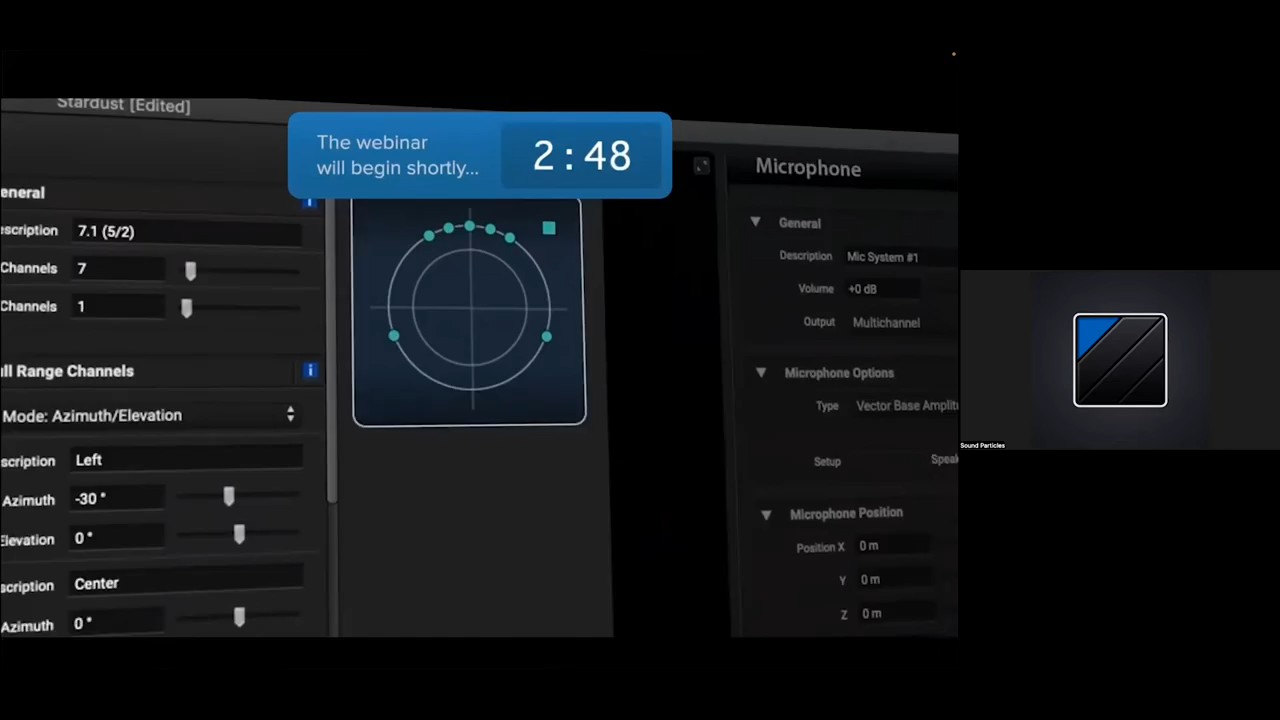 Stardust [Edited]
The webinar
will begin shortly...
2:48
eneral
escription 7.1 (5/2)
Channels 7
Channels 1
ll Range Channels
Mode: Azimuth/Elevation
scription Left
Azimuth -30 °
Elevation 0 °
scription Center
Azimuth 0 °
Microphone
General
Description Mic System #1
Volume +0 dB
Output Multichannel
Microphone Options
Type Vector Base Amplit
Setup Speak
Microphone Position
Position X 0 m
Y 0 m
Z 0 m
Sound Particles